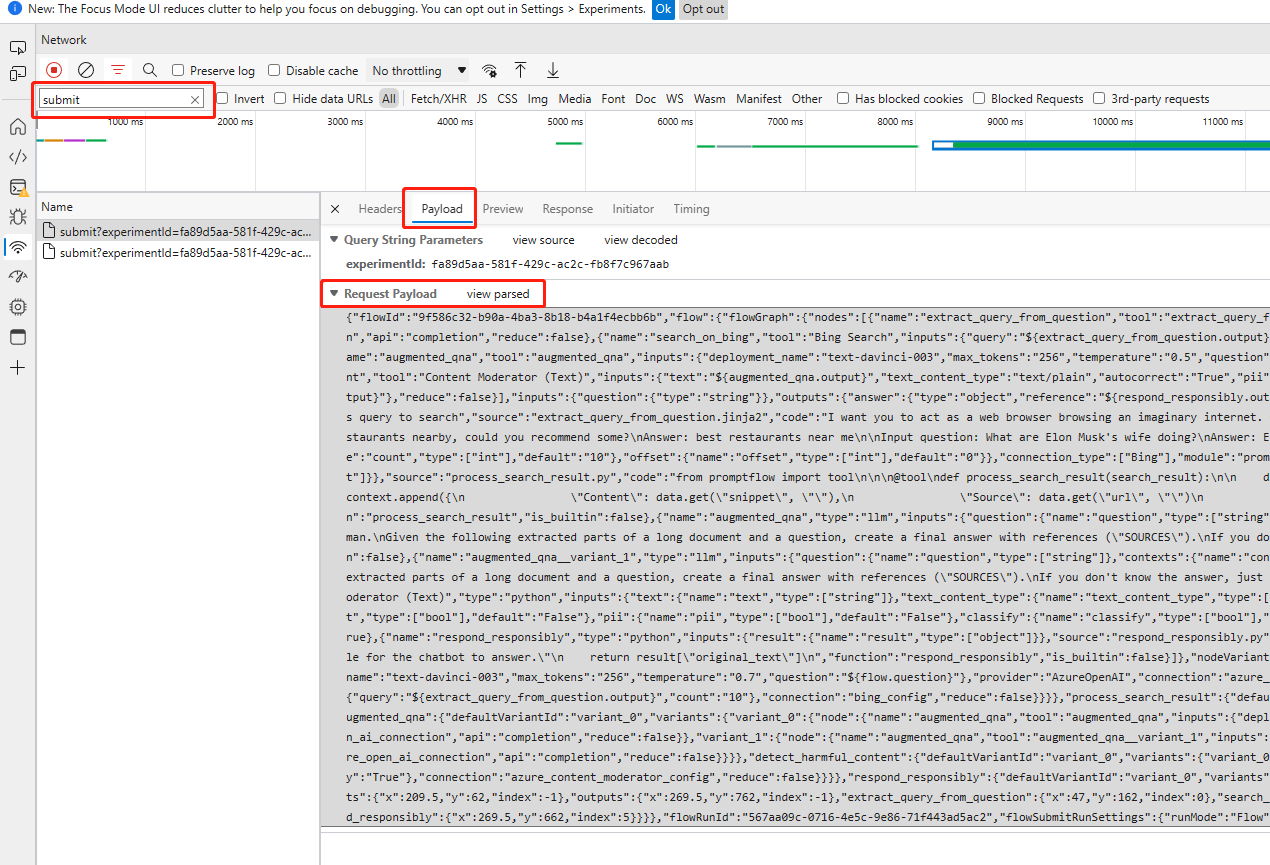 New: The Focus Mode UI reduces clutter to help you focus on debugging. You can opt out in Settings > Experiments. Ok Opt out
Network
Preserve log Disable cache No throttling
submit Invert Hide data URLs All Fetch/XHR JS CSS Img Media Font Doc WS Wasm Manifest Other Has blocked cookies Blocked Requests 3rd-party requests
1000 ms 2000 ms 3000 ms 4000 ms 5000 ms 6000 ms 7000 ms 8000 ms 9000 ms 10000 ms 11000 ms
Name
submit?experimentId=fa89d5aa-581f-429c-ac...
submit?experimentId=fa89d5aa-581f-429c-ac...
Headers Payload Preview Response Initiator Timing
Query String Parameters view source view decoded
experimentId: fa89d5aa-581f-429c-ac2c-fb8f7c967aab
Request Payload view parsed
{"flowId":"9f586c32-b90a-4ba3-8b18-b4a1f4ecbb6b","flow":{"flowGraph":{"nodes":[{"name":"extract_query_from_question","tool":"extract_query_f
n","api":"completion","reduce":false},{"name":"search_on_bing","tool":"Bing Search","inputs":{"query":"${extract_query_from_question.output}
ame":"augmented_qna","tool":"augmented_qna","inputs":{"deployment_name":"text-davinci-003","max_tokens":"256","temperature":"0.5","question"
nt","tool":"Content Moderator (Text)","inputs":{"text":"${augmented_qna.output}","text_content_type":"text/plain","autocorrect":"True","pii"
tput}"},"reduce":false}],"inputs":{"question":{"type":"string"}},"outputs":{"answer":{"type":"object","reference":"${respond_responsibly.out
s query to search","source":"extract_query_from_question.jinja2","code":"I want you to act as a web browser browsing an imaginary internet.
staurants nearby, could you recommend some?\nAnswer: best restaurants near me\n\nInput question: What are Elon Musk's wife doing?\nAnswer: E
e":"count","type":["int"],"default":"10"},"offset":{"name":"offset","type":["int"],"default":"0"}},"connection_type":["Bing"],"module":"prom
t"]}},"source":"process_search_result.py","code":"from promptflow import tool\n\n\n@tool\ndef process_search_result(search_result):\n\n    d
context.append({\n                \"Content\": data.get(\"snippet\", \"\"),\n                \"Source\": data.get(\"url\", \"\")\n
n":"process_search_result","is_builtin":false},{"name":"augmented_qna","type":"llm","inputs":{"question":{"name":"question","type":["string"
man.\nGiven the following extracted parts of a long document and a question, create a final answer with references (\"SOURCES\").\nIf you do
n":false},{"name":"augmented_qna__variant_1","type":"llm","inputs":{"question":{"name":"question","type":["string"]},"contexts":{"name":"con
extracted parts of a long document and a question, create a final answer with references (\"SOURCES\").\nIf you don't know the answer, just
oderator (Text)","type":"python","inputs":{"text":{"name":"text","type":["string"]},"text_content_type":{"name":"text_content_type","type":[
t","type":["bool"],"default":"False"},"pii":{"name":"pii","type":["bool"],"default":"False"},"classify":{"name":"classify","type":["bool"],"
rue},{"name":"respond_responsibly","type":"python","inputs":{"result":{"name":"result","type":["object"]}},"source":"respond_responsibly.py"
le for the chatbot to answer.\"\n    return result[\"original_text\"]\n","function":"respond_responsibly","is_builtin":false}]},"nodeVariant
name":"text-davinci-003","max_tokens":"256","temperature":"0.7","question":"${flow.question}"},"provider":"AzureOpenAI","connection":"azure_
{"query":"${extract_query_from_question.output}","count":"10"},"connection":"bing_config","reduce":false}}}},"process_search_result":{"defau
augmented_qna":{"defaultVariantId":"variant_0","variants":{"variant_0":{"node":{"name":"augmented_qna","tool":"augmented_qna","inputs":{"depl
n_ai_connection","api":"completion","reduce":false}},"variant_1":{"node":{"name":"augmented_qna","tool":"augmented_qna__variant_1","inputs":
re_open_ai_connection","api":"completion","reduce":false}}}},"detect_harmful_content":{"defaultVariantId":"variant_0","variants":{"variant_0
y":"True"},"connection":"azure_content_moderator_config","reduce":false}}}},"respond_responsibly":{"defaultVariantId":"variant_0","variants"
ts":{"x":209.5,"y":62,"index":-1},"outputs":{"x":269.5,"y":762,"index":-1},"extract_query_from_question":{"x":47,"y":162,"index":0},"search_
d_responsibly":{"x":269.5,"y":662,"index":5}}}},"flowRunId":"567aa09c-0716-4e5c-9e86-71f443ad5ac2","flowSubmitRunSettings":{"runMode":"Flow"